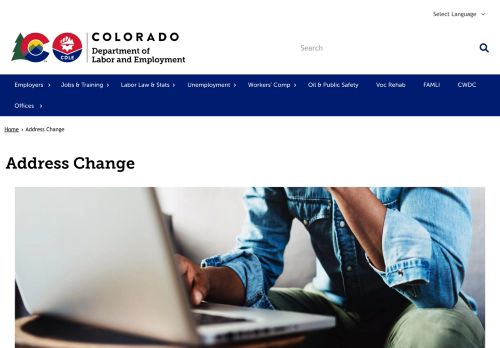 Select Language
COLORADO
Department of
Labor and Employment
CDLE
Search
Employers Jobs & Training Labor Law & Stats Unemployment Workers' Comp Oil & Public Safety Voc Rehab FAMLI CWDC
Offices
Home › Address Change
Address Change